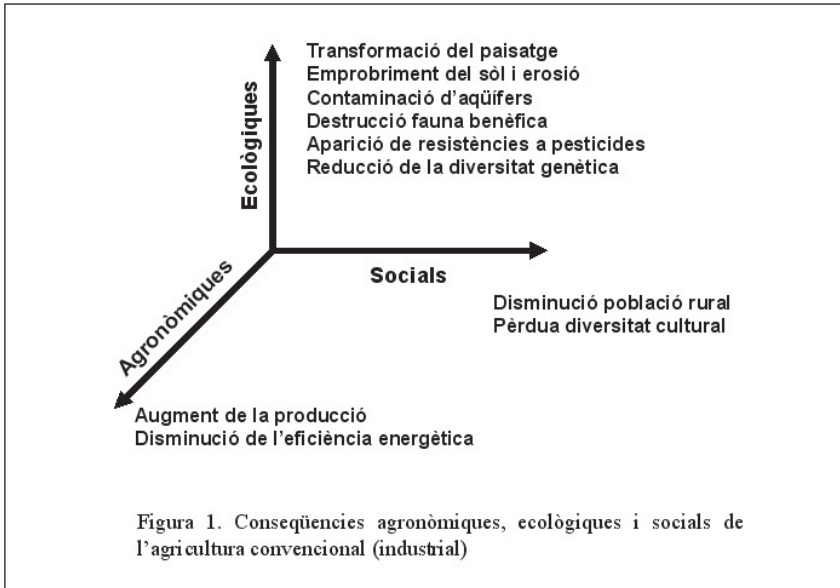 Transformació del paisatge
Emprobriment del sòl i erosió
Contaminació d'aqüífers
Destrucció fauna benèfica
Aparició de resistències a pesticides
Reducció de la diversitat genètica
Ecològiques
Socials
Disminució població rural
Pèrdua diversitat cultural
Agronòmiques
Augment de la producció
Disminució de l'eficiència energètica
Figura 1. Conseqüencies agronòmiques, ecològiques i socials de
l'agricultura convencional (industrial)